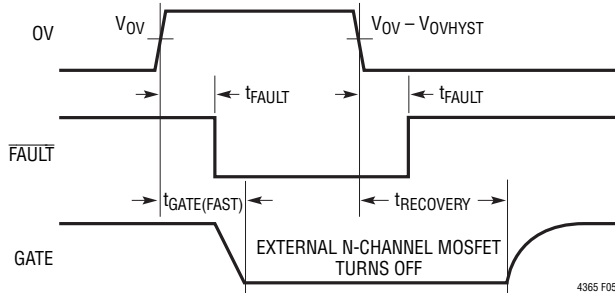 OV
V_OV
V_OV – V_OVHYST
t_FAULT
t_FAULT
FAULT
t_GATE(FAST)
t_RECOVERY
GATE
EXTERNAL N-CHANNEL MOSFET
TURNS OFF
4365 F05